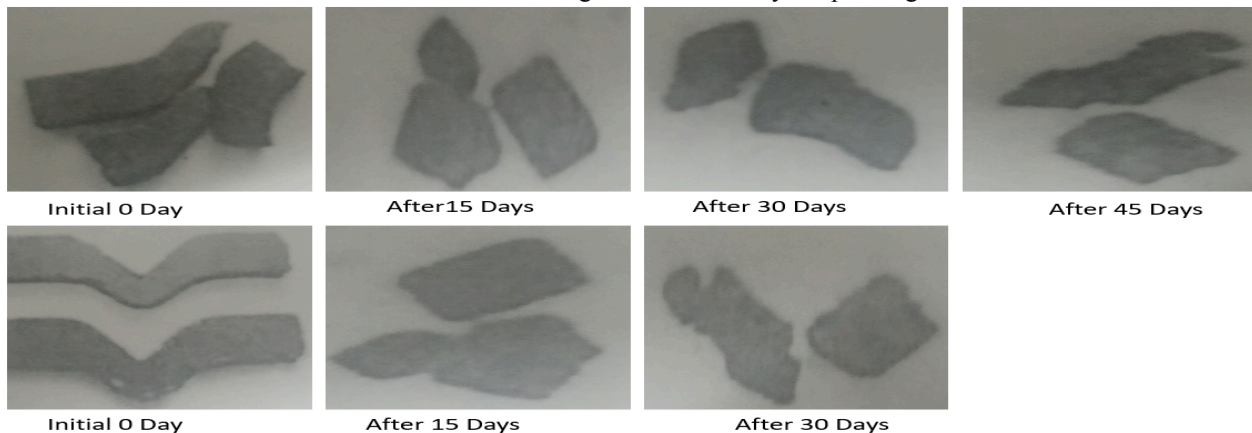 Initial 0 Day
After15 Days
After 30 Days
After 45 Days
Initial 0 Day
After 15 Days
After 30 Days